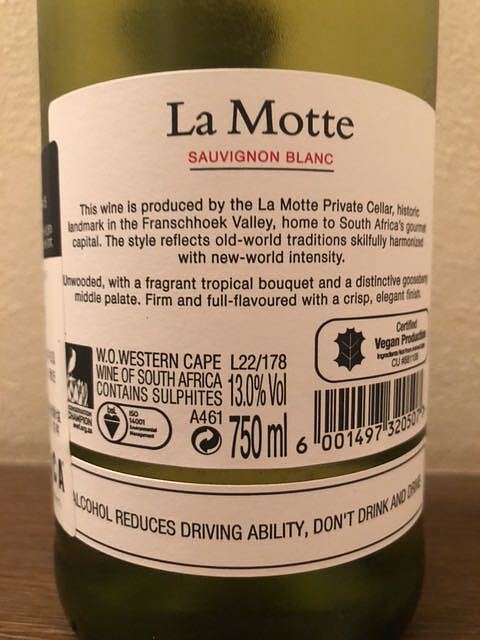 La Motte
SAUVIGNON BLANC
This wine is produced by the La Motte Private Cellar, historic
landmark in the Franschhoek Valley, home to South Africa's gourmet
capital. The style reflects old-world traditions skilfully harmonized
with new-world intensity.
Unwooded, with a fragrant tropical bouquet and a distinctive gooseberry
middle palate. Firm and full-flavoured with a crisp, elegant finish.
Certified
Vegan Production
W.O.WESTERN CAPE L22/178
WINE OF SOUTH AFRICA 13.0% Vol
CONTAINS SULPHITES
A461
750 ml
CHAMPION
ISO
14001
Environmental
Management
6 001497 320507
ALCOHOL REDUCES DRIVING ABILITY, DON'T DRINK AND DRIVE